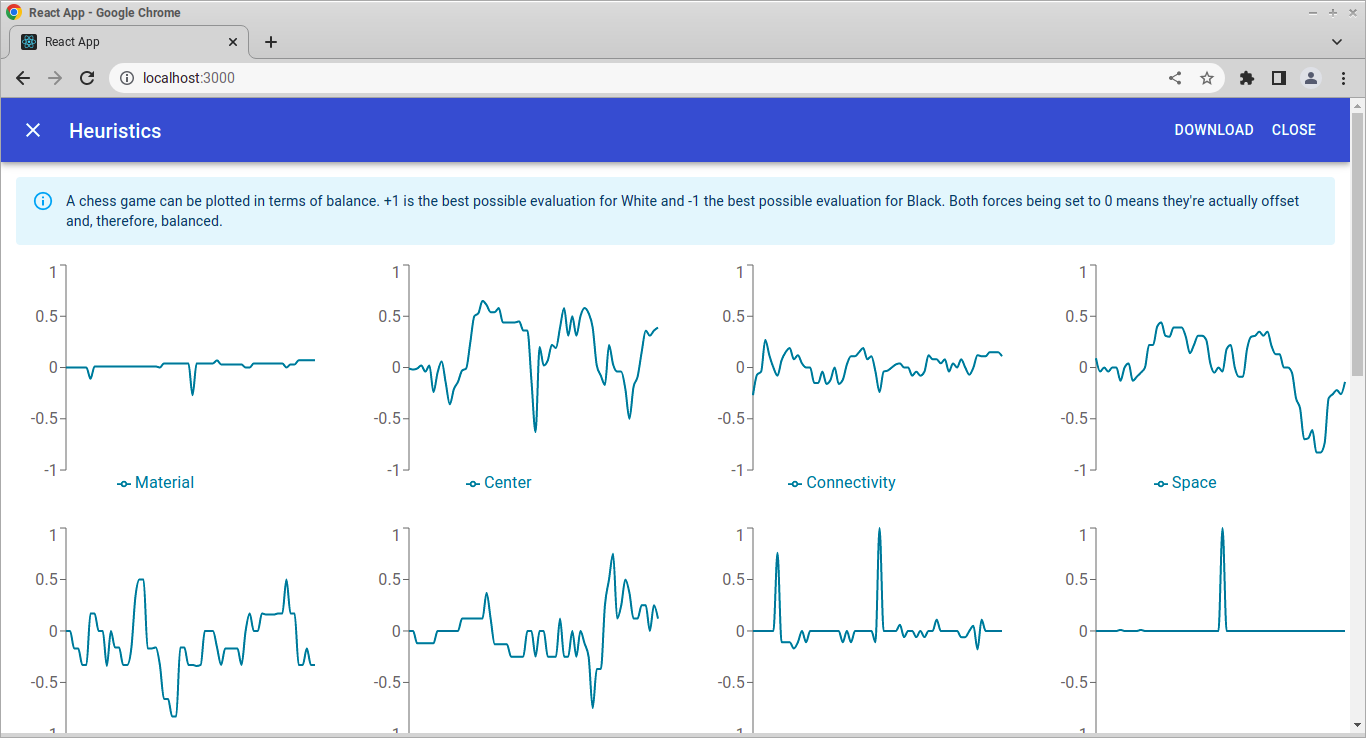 React App - Google Chrome
React App
localhost:3000
Heuristics
DOWNLOAD CLOSE
A chess game can be plotted in terms of balance. +1 is the best possible evaluation for White and -1 the best possible evaluation for Black. Both forces being set to 0 means they're actually offset
and, therefore, balanced.
1 1 1 1
0.5 0.5 0.5 0.5
0 0 0 0
-0.5 -0.5 -0.5 -0.5
-1 -1 -1 -1
Material Center Connectivity Space
1 1 1 1
0.5 0.5 0.5 0.5
0 0 0 0
-0.5 -0.5 -0.5 -0.5
-1 -1 -1 -1